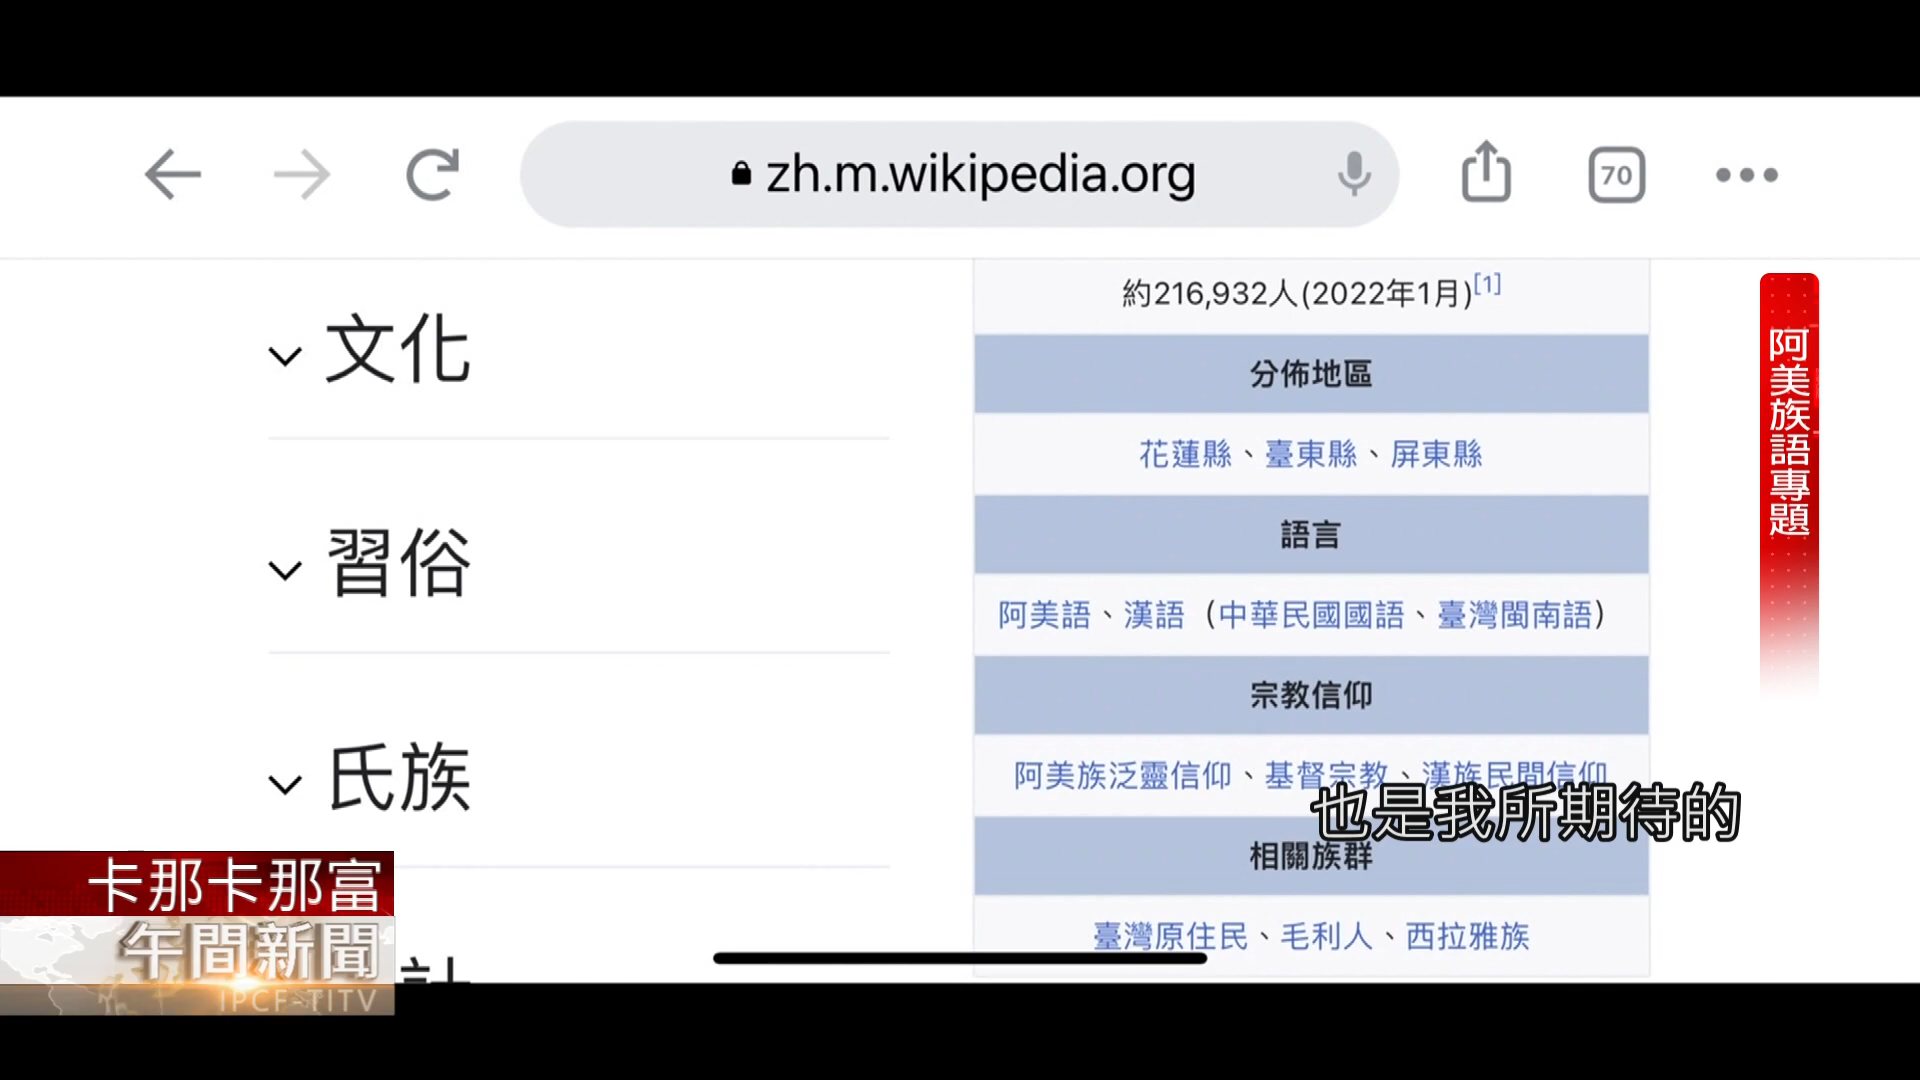 zh.m.wikipedia.org
70
文化
習俗
氏族
約216,932人(2022年1月)[1]
分佈地區
花蓮縣、臺東縣、屏東縣
語言
阿美語、漢語（中華民國國語、臺灣閩南語）
宗教信仰
阿美族泛靈信仰、基督宗教、漢族民間信仰
相關族群
臺灣原住民、毛利人、西拉雅族
阿美族語專題
也是我所期待的
卡那卡那富
午間新聞
IPCF-TITV